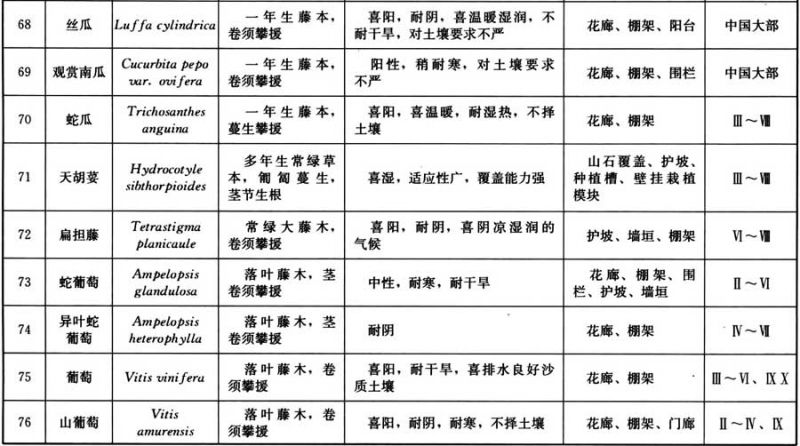 68 丝瓜 Luffa cylindrica 一年生藤本，卷须攀援 喜阳，耐阴，喜温暖湿润，不耐干旱，对土壤要求不严 花廊、棚架、阳台 中国大部
69 观赏南瓜 Cucurbita pepo var. ovifera 一年生藤本，卷须攀援 阳性，稍耐寒，对土壤要求不严 花廊、棚架、围栏 中国大部
70 蛇瓜 Trichosanthes anguina 一年生藤本，蔓生攀援 喜阳，喜温暖，耐湿热，不择土壤 花廊、棚架 Ⅲ～Ⅷ
71 天胡荽 Hydrocotyle sibthorpioides 多年生常绿草本，匍匐蔓生，茎节生根 喜湿，适应性广，覆盖能力强 山石覆盖、护坡、种植槽、壁挂栽植模块 Ⅲ～Ⅷ
72 扁担藤 Tetrastigma planicaule 常绿大藤木，卷须攀援 喜阳，耐阴，喜阴凉湿润的气候 护坡、墙垣、棚架 Ⅵ～Ⅷ
73 蛇葡萄 Ampelopsis glandulosa 落叶藤木，茎卷须攀援 中性，耐寒，耐干旱 花廊、棚架、围栏、护坡、墙垣 Ⅱ～Ⅵ
74 异叶蛇葡萄 Ampelopsis heterophylla 落叶藤木，茎卷须攀援 耐阴 花廊、棚架 Ⅳ～Ⅶ
75 葡萄 Vitis vinifera 落叶藤木，卷须攀援 喜阳，耐干旱，喜排水良好沙质土壤 花廊、棚架 Ⅲ～Ⅵ、ⅨⅩ
76 山葡萄 Vitis amurensis 落叶藤木，卷须攀援 喜阳，耐阴，耐寒，不择土壤 花廊、棚架、门廊 Ⅱ～Ⅳ、Ⅸ